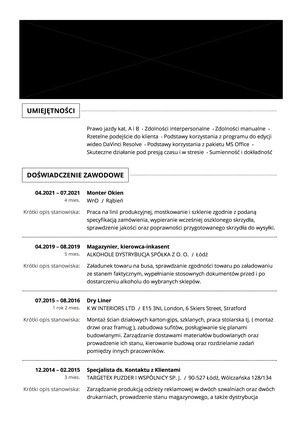 UMIEJĘTNOŚCI
Prawo jazdy kat. A i B - Zdolności interpersonalne - Zdolności manualne -
Rzetelne podejście do klienta - Podstawy korzystania z programu do edycji
wideo DaVinci Resolve - Podstawy korzystania z pakietu MS Office -
Skuteczne działanie pod presją czasu i w stresie - Sumienność i dokładność
DOŚWIADCZENIE ZAWODOWE
04.2021 – 07.2021 Monter Okien
4 mies. WnD / Rąbień
Krótki opis stanowiska: Praca na linii produkcyjnej, mostkowanie i szklenie zgodnie z podaną
specyfikacją zamówienia, wypieranie wcześniej oszklonego skrzydła,
sprawdzenie jakości oraz poprawności przygotowanego skrzydła do wysyłki.
04.2019 – 08.2019 Magazynier, kierowca-inkasent
5 mies. ALKOHOLE DYSTRYBUCJA SPÓŁKA Z O. O. / Łódź
Krótki opis stanowiska: Załadunek towaru na busa, sprawdzanie zgodności towaru po załadowaniu
ze stanem faktycznym, wypełnianie stosownych dokumentów przed i po
dostarczeniu alkoholu do wybranych sklepów.
07.2015 – 08.2016 Dry Liner
1 rok 2 mies. K W INTERIORS LTD / E15 3NI, London, 6 Skiers Street, Stratford
Krótki opis stanowiska: Montaż ścian działowych karton-gips, szklanych, praca stolarska tj. ( montaż
drzwi oraz framug ), zabudowa sufitów, posługiwanie się planami
budowlanymi. Zarządzanie dostawami materiałów budowlanych oraz
prowadzenie ich stanu, kierowanie budową oraz rozdzielanie zadań
pomiędzy innych pracowników.
12.2014 – 02.2015 Specjalista ds. Kontaktu z Klientami
3 mies. TARGETEX PUZDER I WSPÓLNICY SP. J. / 90-527 Łódź, Wólczańska 128/134
Krótki opis stanowiska: Zarządzanie produkcją odzieży reklamowej w dwóch szwalniach oraz dwóch
drukarniach, prowadzenie stanu magazynowego, a także dystrybucja